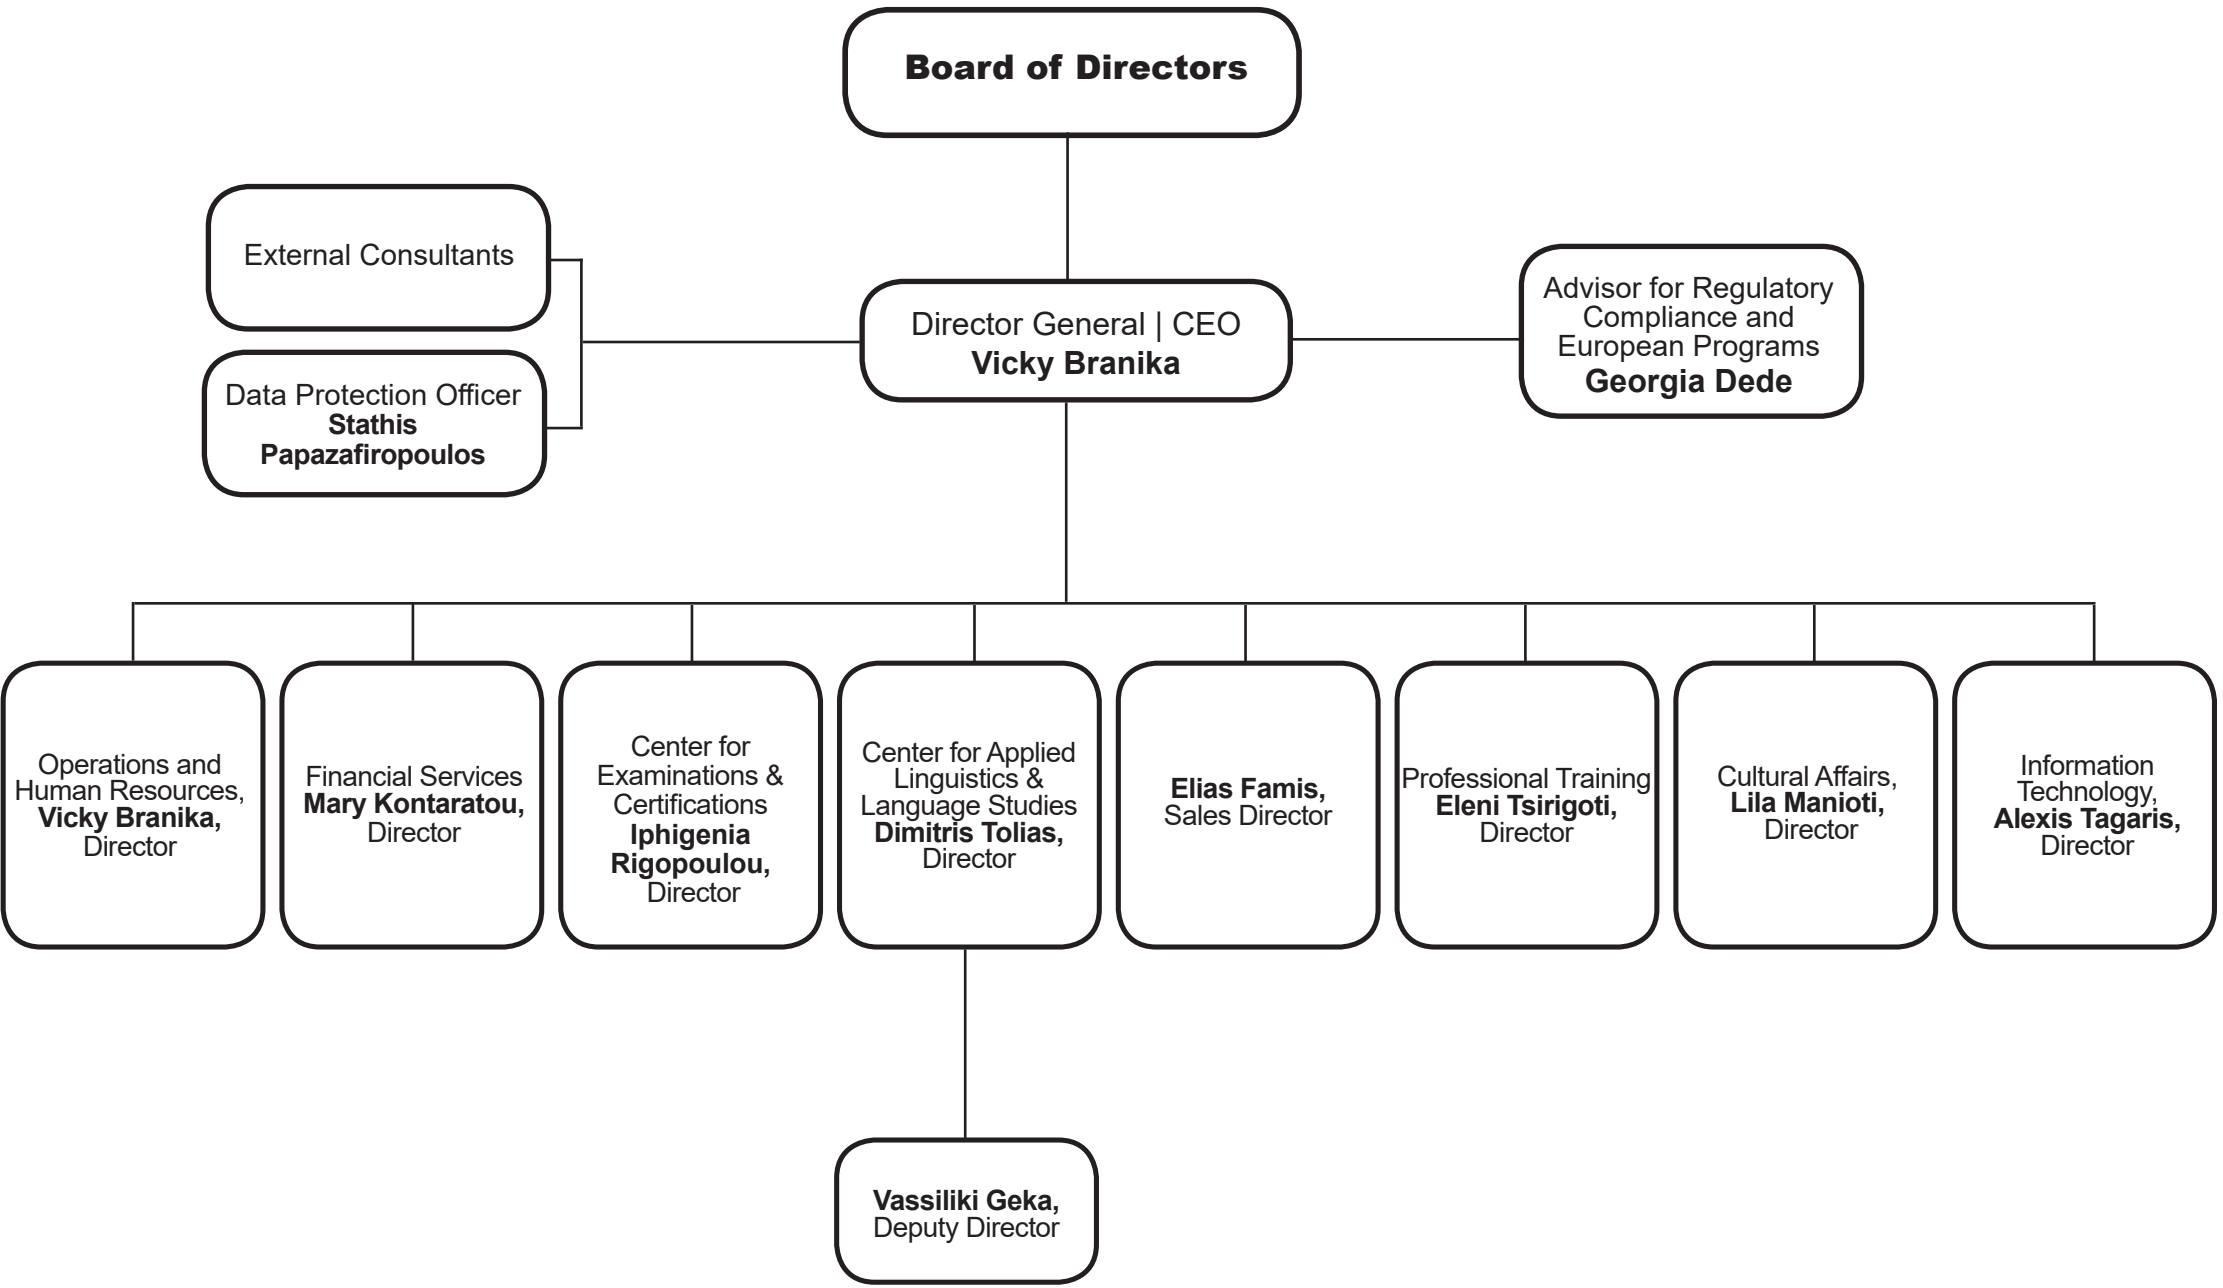 Board of Directors
External Consultants
Data Protection Officer
Stathis
Papazafiropoulos
Director General | CEO
Vicky Branika
Advisor for Regulatory
Compliance and
European Programs
Georgia Dede
Operations and
Human Resources,
Vicky Branika,
Director
Financial Services
Mary Kontaratou,
Director
Center for
Examinations &
Certifications
Iphigenia
Rigopoulou,
Director
Center for Applied
Linguistics &
Language Studies
Dimitris Tolias,
Director
Elias Famis,
Sales Director
Professional Training
Eleni Tsirigoti,
Director
Cultural Affairs,
Lila Manioti,
Director
Information
Technology,
Alexis Tagaris,
Director
Vassiliki Geka,
Deputy Director